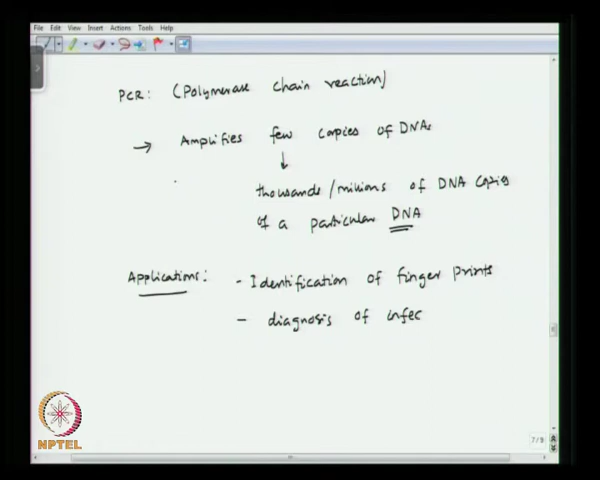 File Edit View Insert Actions Tools Help
PCR: (Polymerase chain reaction)
→ Amplifies few copies of DNAs
↓
thousands/millions of DNA copies
of a particular DNA
Applications: - Identification of finger prints
- diagnosis of infec
NPTEL
7/9